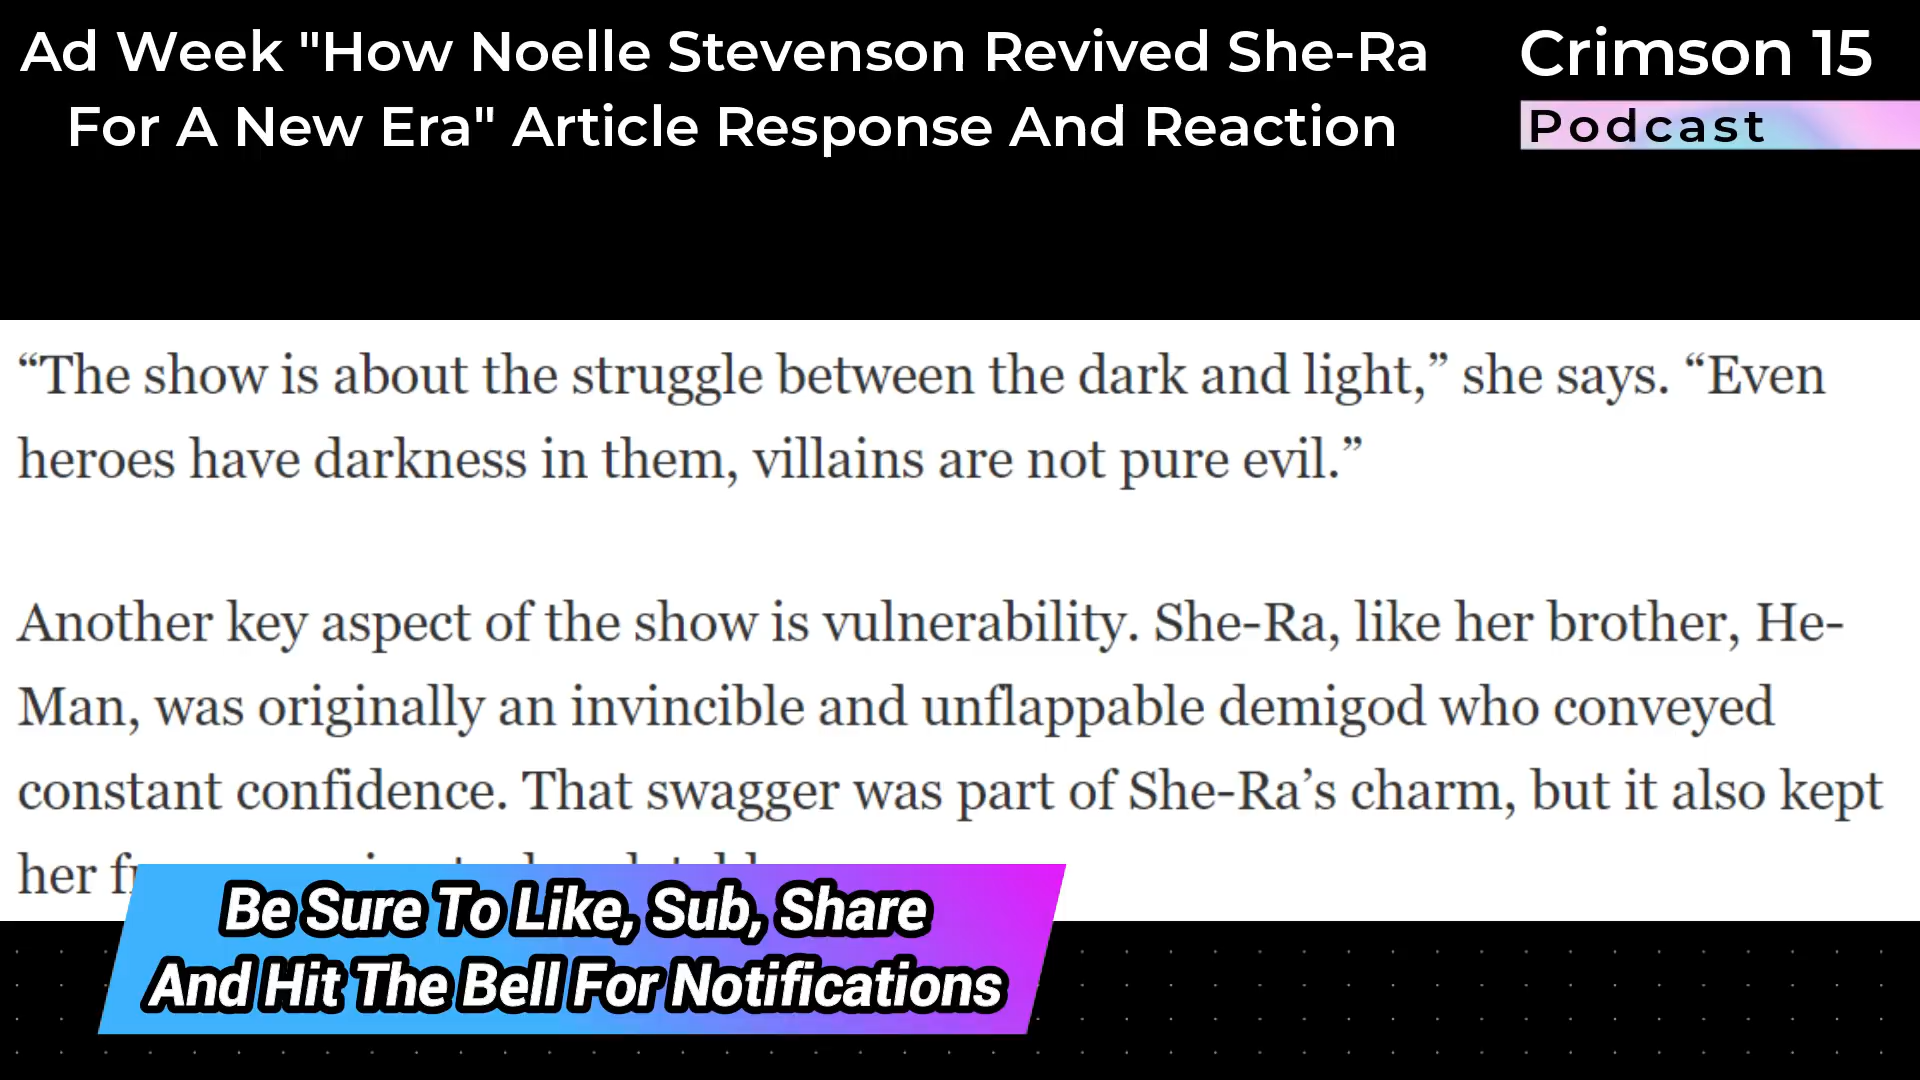 Ad Week "How Noelle Stevenson Revived She-Ra
For A New Era" Article Response And Reaction
Crimson 15
Podcast
“The show is about the struggle between the dark and light,” she says. “Even
heroes have darkness in them, villains are not pure evil.”
Another key aspect of the show is vulnerability. She-Ra, like her brother, He-
Man, was originally an invincible and unflappable demigod who conveyed
constant confidence. That swagger was part of She-Ra’s charm, but it also kept
her
Be Sure To Like, Sub, Share
And Hit The Bell For Notifications